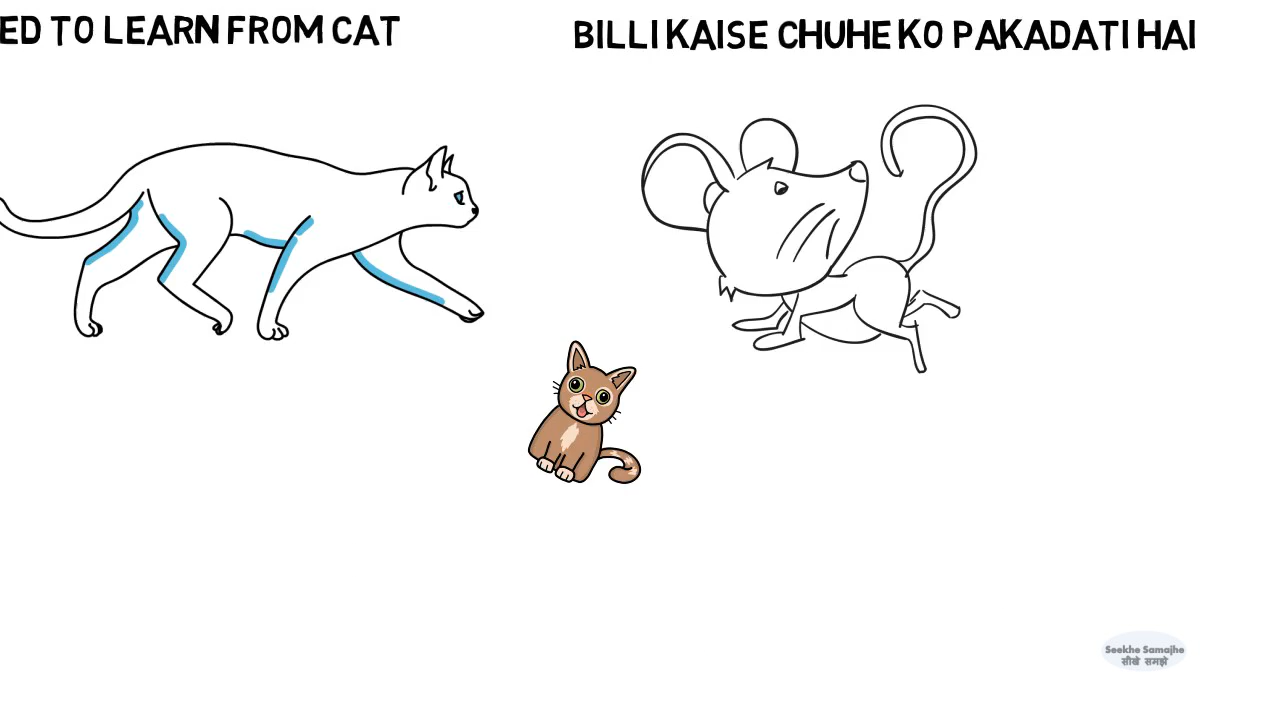 ED TO LEARN FROM CAT
BILLI KAISE CHUHE KO PAKADATI HAI
Seekhe Samajhe
सीखे समझे